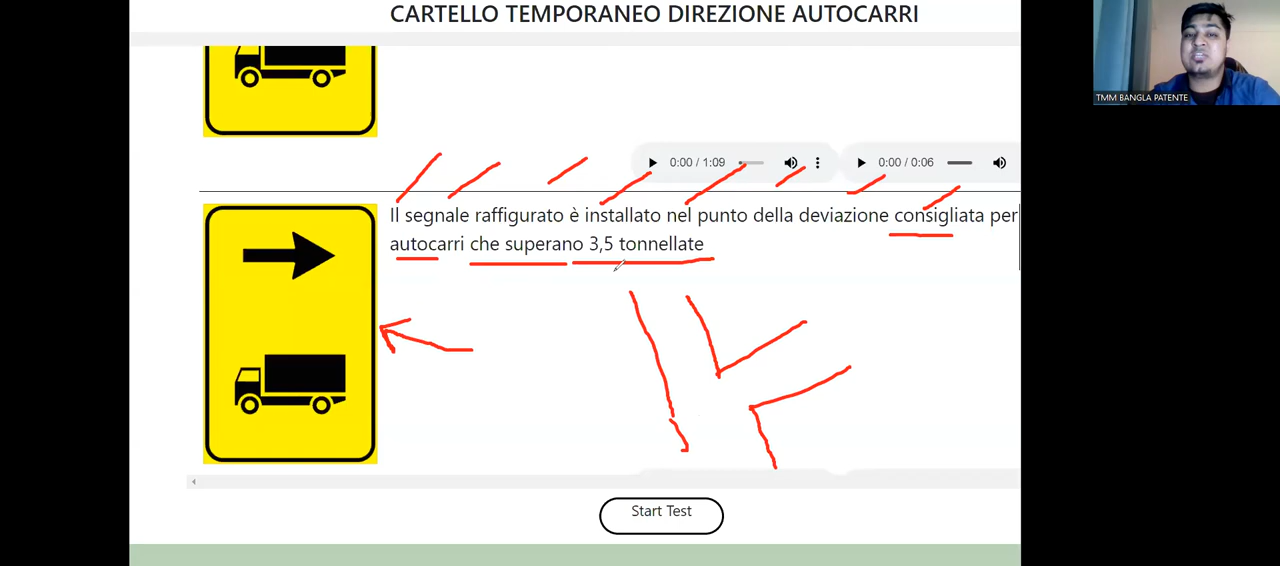 CARTELLO TEMPORANEO DIREZIONE AUTOCARRI
TMM BANGLA PATENTE
0:00 / 1:09
0:00 / 0:06
Il segnale raffigurato è installato nel punto della deviazione consigliata per
autocarri che superano 3,5 tonnellate
Start Test